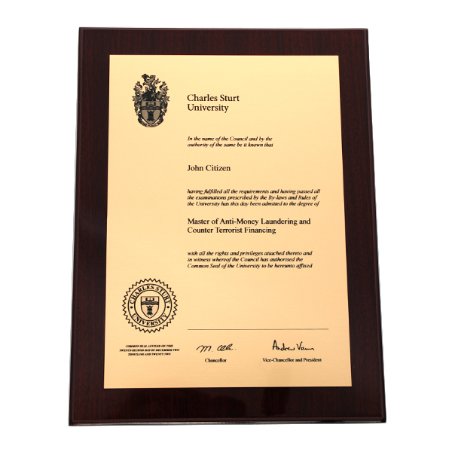 Charles Sturt
University
In the name of the Council and by the
authority of the same be it known that
John Citizen
having fulfilled all the requirements and having passed all
the examinations prescribed by the By-laws and Rules of
the University has this day been admitted to the degree of
Master of Anti-Money Laundering and
Counter Terrorist Financing
with all the rights and privileges attached thereto and
in witness whereof the Council has authorised the
Common Seal of the University to be hereunto affixed
CHARLES STURT
UNIVERSITY
Chancellor
Vice-Chancellor and President